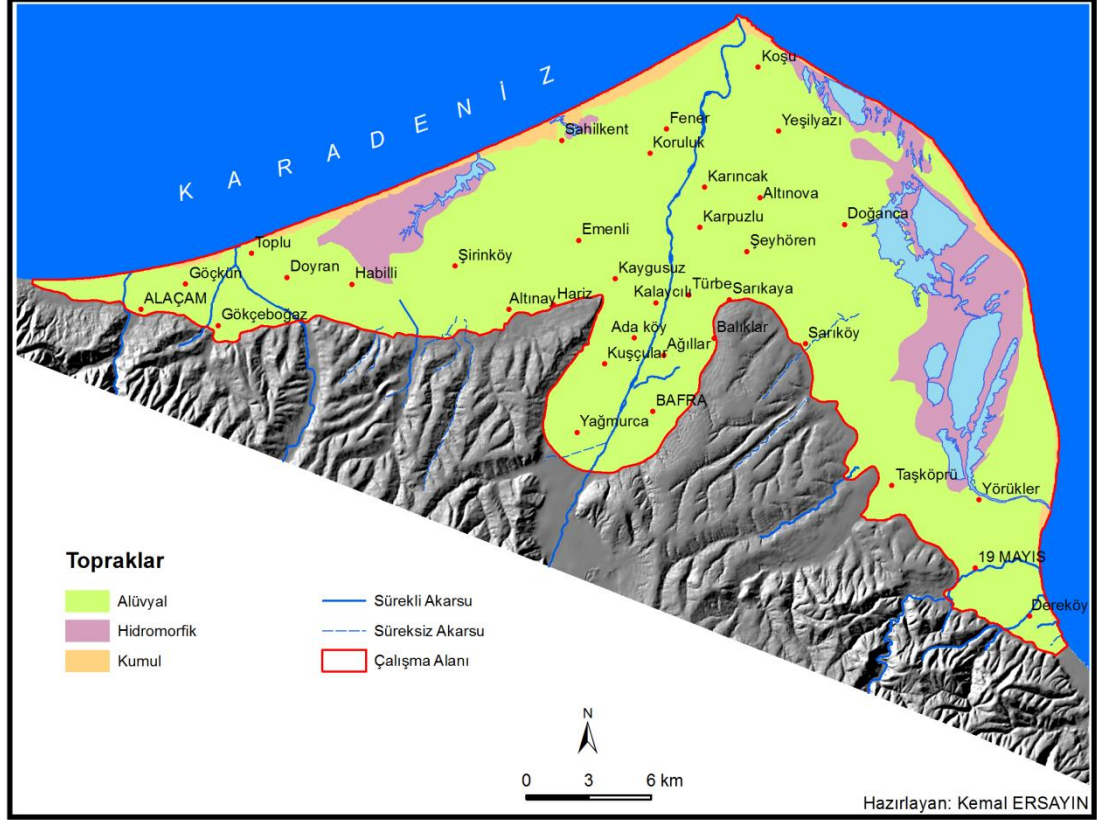 KARADENİZ
Koşu
Fener
Yeşilyazı
Sahilkent
Koruluk
Karıncak
Altınova
Doğanca
Karpuzlu
Emenli
Şeyhören
Toplu
Şirinköy
Doyran
Göçkün
Habilli
Kaygusuz
Türbe
Sarıkaya
Kalaycılı
ALAÇAM
Altınay
Hariz
Gökçeboğaz
Ada köy
Balıklar
Sarıköy
Ağıllar
Kuşçular
BAFRA
Yağmurca
Taşköprü
Yörükler
19 MAYIS
Dereköy
Topraklar
Alüvyal
Hidromorfik
Kumul
Sürekli Akarsu
Süreksiz Akarsu
Çalışma Alanı
N
0 3 6 km
Hazırlayan: Kemal ERSAYIN